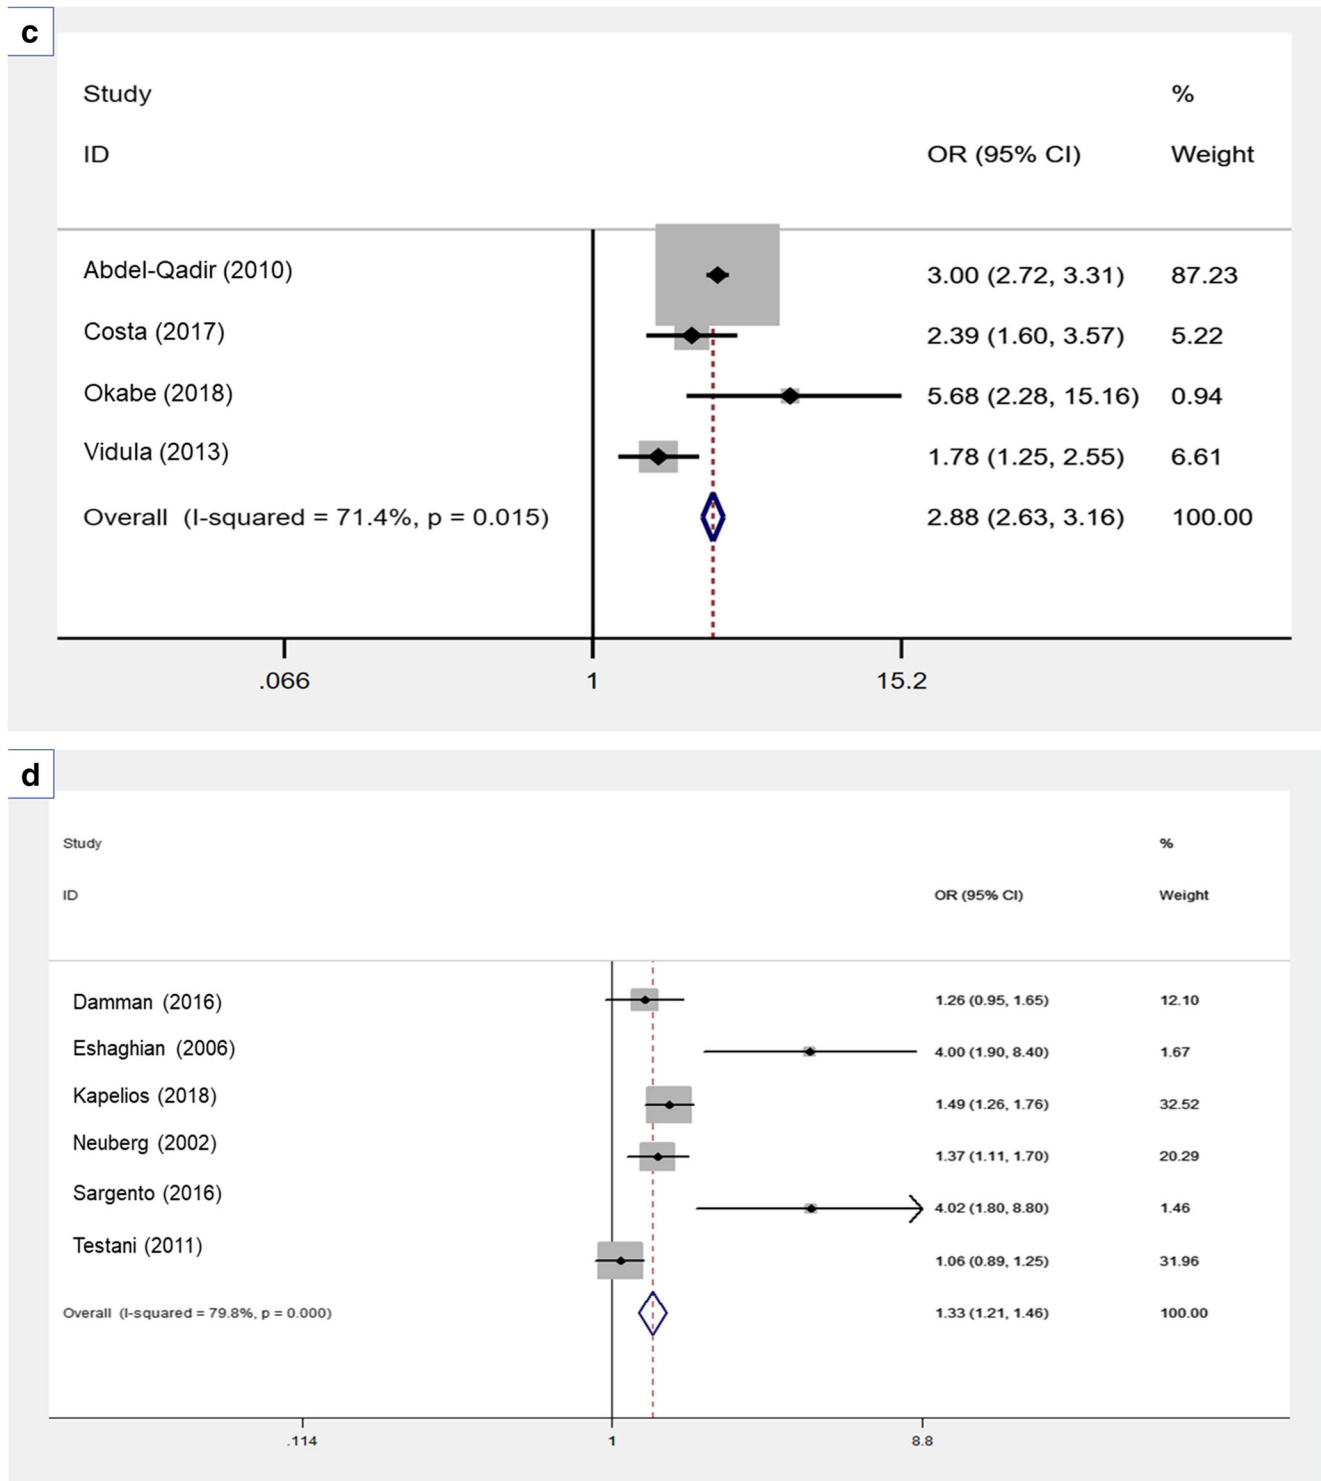 c
Study %
ID OR (95% CI) Weight
Abdel-Qadir (2010) 3.00 (2.72, 3.31) 87.23
Costa (2017) 2.39 (1.60, 3.57) 5.22
Okabe (2018) 5.68 (2.28, 15.16) 0.94
Vidula (2013) 1.78 (1.25, 2.55) 6.61
Overall (I-squared = 71.4%, p = 0.015) 2.88 (2.63, 3.16) 100.00
.066 1 15.2
d
Study %
ID OR (95% CI) Weight
Damman (2016) 1.26 (0.95, 1.65) 12.10
Eshaghian (2006) 4.00 (1.90, 8.40) 1.67
Kapelios (2018) 1.49 (1.26, 1.76) 32.52
Neuberg (2002) 1.37 (1.11, 1.70) 20.29
Sargento (2016) 4.02 (1.80, 8.80) 1.46
Testani (2011) 1.06 (0.89, 1.25) 31.96
Overall (I-squared = 79.8%, p = 0.000) 1.33 (1.21, 1.46) 100.00
.114 1 8.8